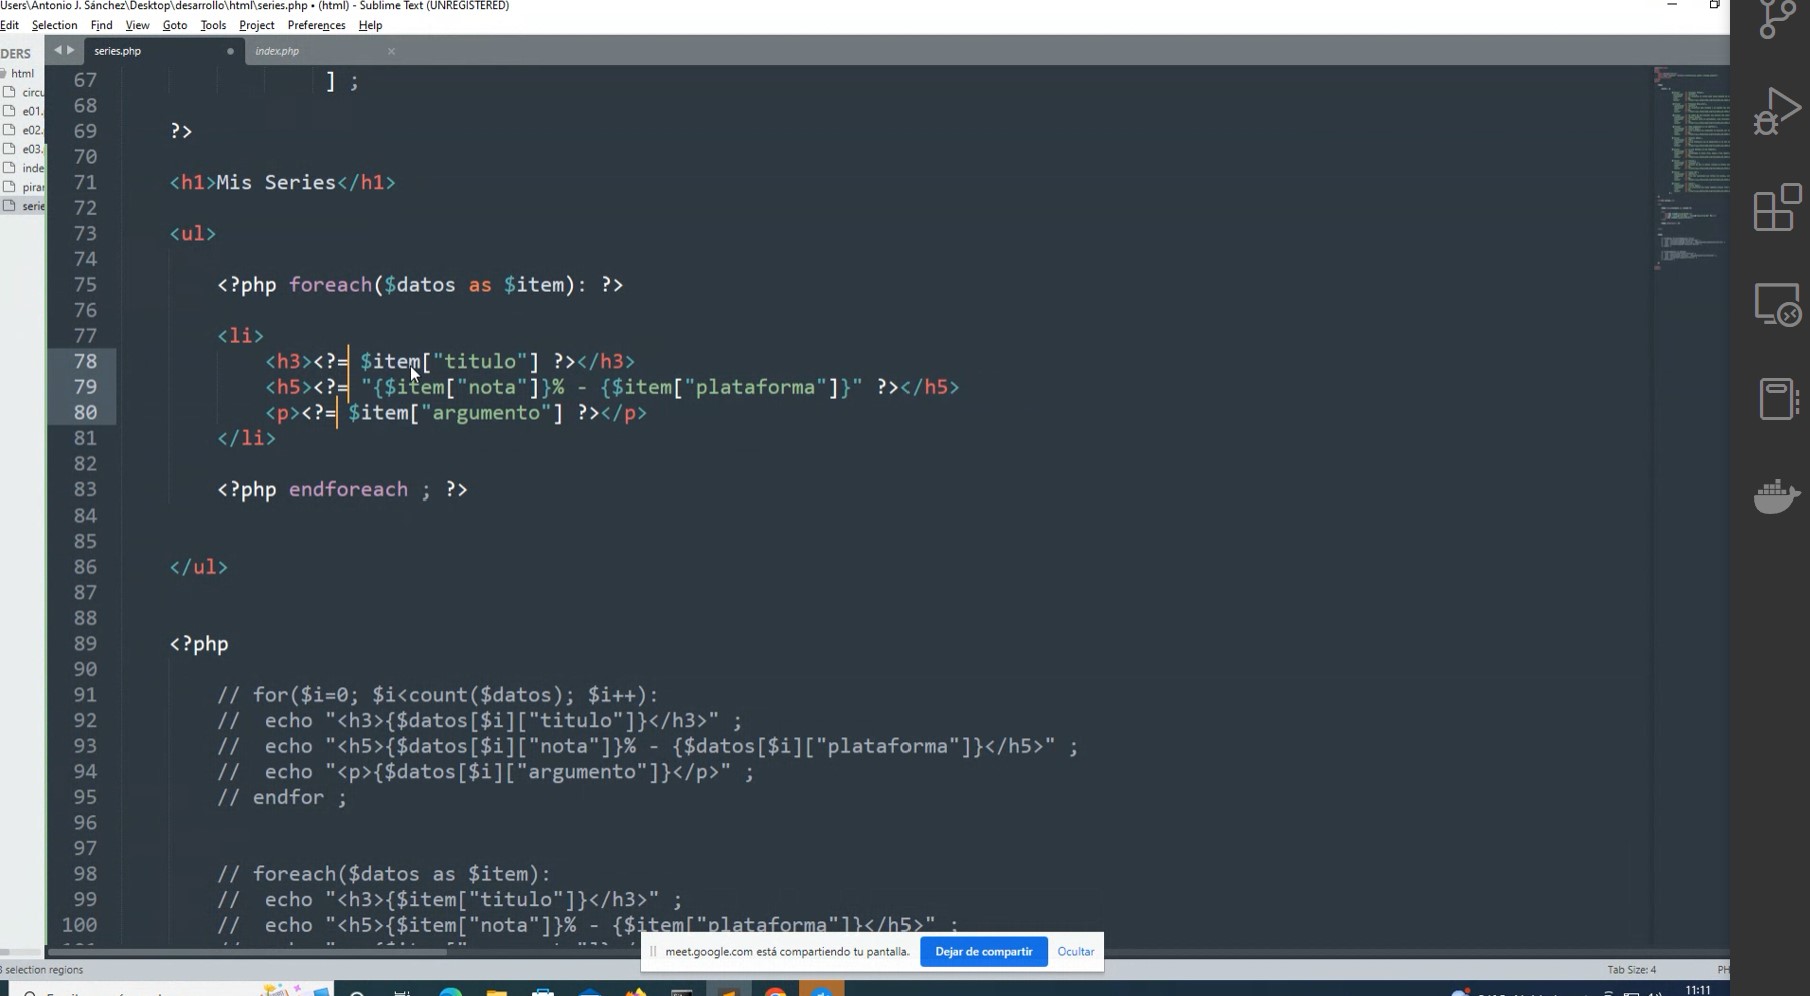 Users\Antonio J. Sánchez\Desktop\desarrollo\html\series.php • (html) - Sublime Text (UNREGISTERED)
Edit Selection Find View Goto Tools Project Preferences Help
DERS
series.php
index.php
html
circu
e01.
e02.
e03.
inde
pirar
serie
67 ] ;
68
69 ?>
70
71 <h1>Mis Series</h1>
72
73 <ul>
74
75 <?php foreach($datos as $item): ?>
76
77 <li>
78 <h3><?= $item["titulo"] ?></h3>
79 <h5><?= "{$item["nota"]}% - {$item["plataforma"]}" ?></h5>
80 <p><?= $item["argumento"] ?></p>
81 </li>
82
83 <?php endforeach ; ?>
84
85
86 </ul>
87
88
89 <?php
90
91 // for($i=0; $i<count($datos); $i++):
92 // echo "<h3>{$datos[$i]["titulo"]}</h3>" ;
93 // echo "<h5>{$datos[$i]["nota"]}% - {$datos[$i]["plataforma"]}</h5>" ;
94 // echo "<p>{$datos[$i]["argumento"]}</p>" ;
95 // endfor ;
96
97
98 // foreach($datos as $item):
99 // echo "<h3>{$item["titulo"]}</h3>" ;
100 // echo "<h5>{$item["nota"]}% - {$item["plataforma"]}</h5>" ;
meet.google.com está compartiendo tu pantalla.
Dejar de compartir
Ocultar
selection regions
Tab Size: 4
PH
11:11